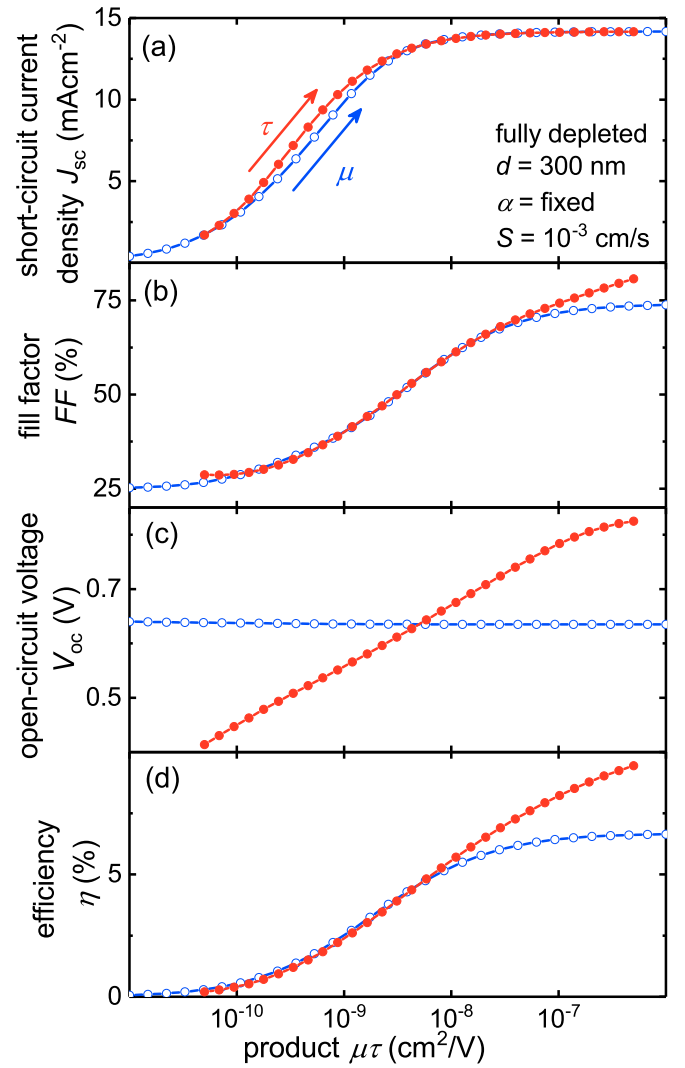 short-circuit current
density J_sc (mAcm⁻²)
15
10
5
(a)
τ
μ
fully depleted
d = 300 nm
α = fixed
S = 10⁻³ cm/s
fill factor
FF (%)
75
50
25
(b)
open-circuit voltage
V_oc (V)
0.7
0.5
(c)
efficiency
η (%)
5
0
(d)
10⁻¹⁰ 10⁻⁹ 10⁻⁸ 10⁻⁷
product μτ (cm²/V)